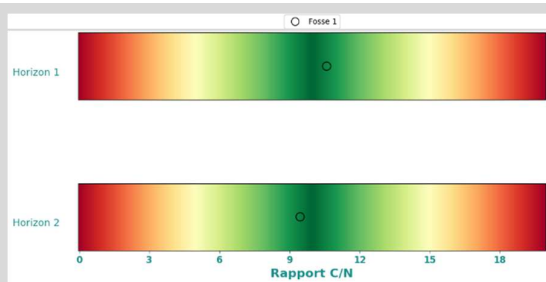 Fosse 1
Horizon 1
Horizon 2
0 3 6 9 12 15 18
Rapport C/N